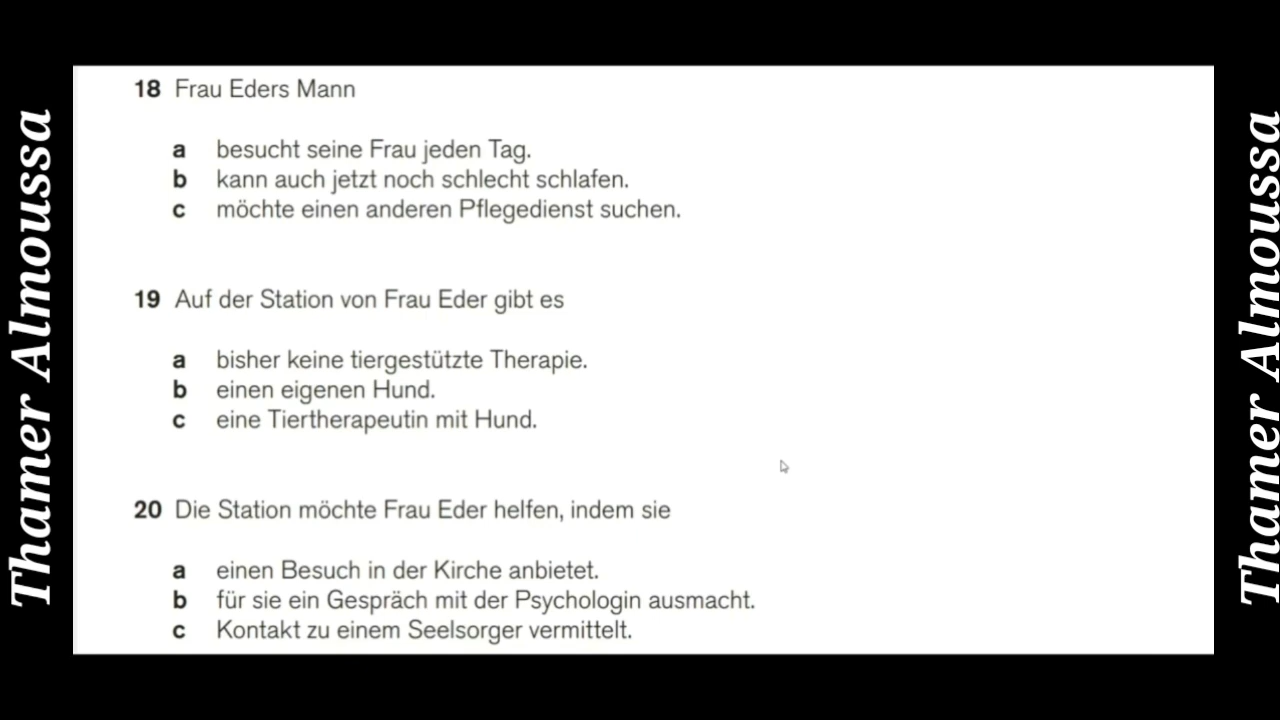 Thamer Almoussa
18 Frau Eders Mann
a besucht seine Frau jeden Tag.
b kann auch jetzt noch schlecht schlafen.
c möchte einen anderen Pflegedienst suchen.
19 Auf der Station von Frau Eder gibt es
a bisher keine tiergestützte Therapie.
b einen eigenen Hund.
c eine Tiertherapeutin mit Hund.
20 Die Station möchte Frau Eder helfen, indem sie
a einen Besuch in der Kirche anbietet.
b für sie ein Gespräch mit der Psychologin ausmacht.
c Kontakt zu einem Seelsorger vermittelt.
Thamer Almoussa